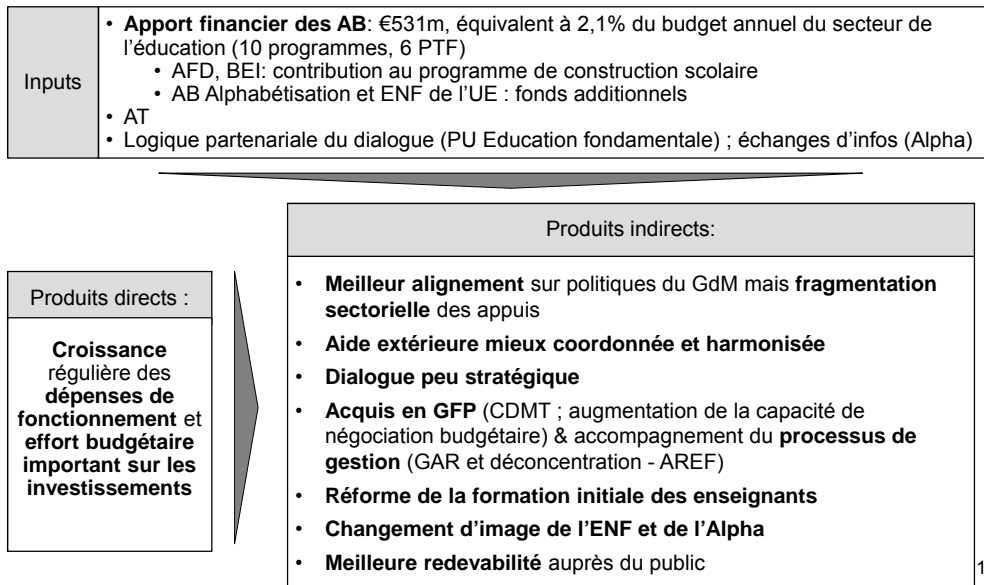 Inputs
• Apport financier des AB: €531m, équivalent à 2,1% du budget annuel du secteur de
l'éducation (10 programmes, 6 PTF)
• AFD, BEI: contribution au programme de construction scolaire
• AB Alphabétisation et ENF de l'UE : fonds additionnels
• AT
• Logique partenariale du dialogue (PU Education fondamentale) ; échanges d'infos (Alpha)
Produits directs :
Croissance
régulière des
dépenses de
fonctionnement et
effort budgétaire
important sur les
investissements
Produits indirects:
• Meilleur alignement sur politiques du GdM mais fragmentation
sectorielle des appuis
• Aide extérieure mieux coordonnée et harmonisée
• Dialogue peu stratégique
• Acquis en GFP (CDMT ; augmentation de la capacité de
négociation budgétaire) & accompagnement du processus de
gestion (GAR et déconcentration - AREF)
• Réforme de la formation initiale des enseignants
• Changement d'image de l'ENF et de l'Alpha
• Meilleure redevabilité auprès du public
1